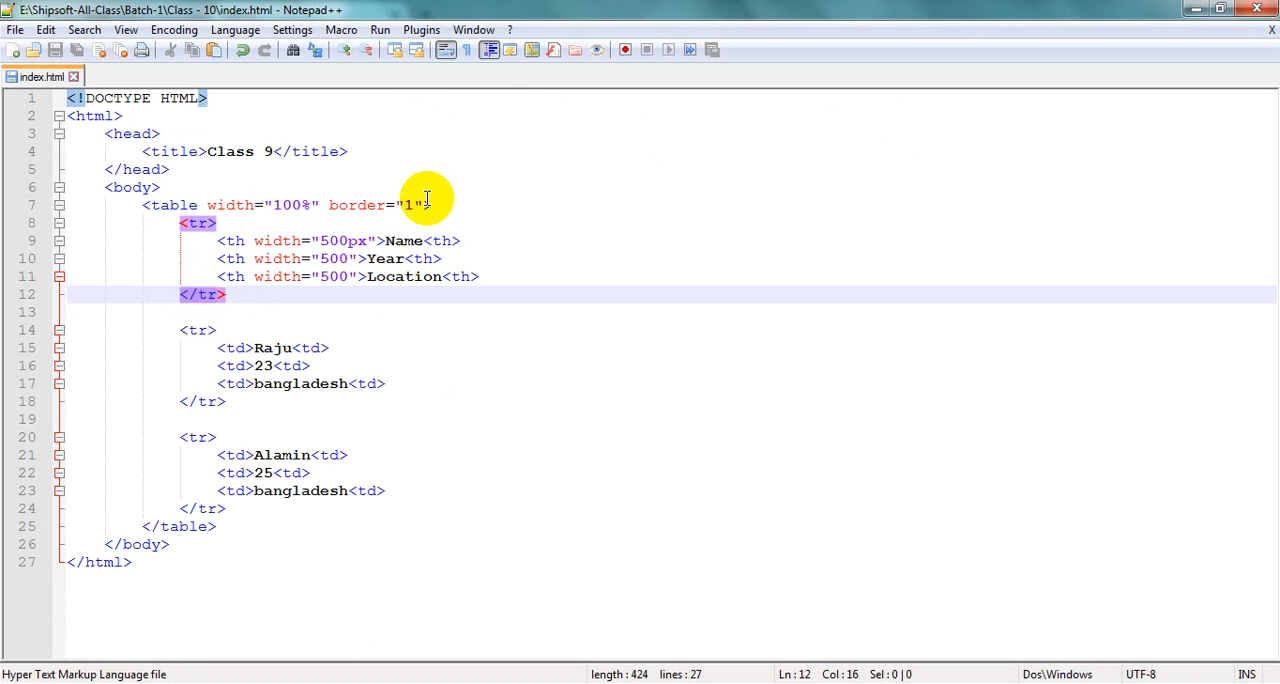 E:\Shipsoft-All-Class\Batch-1\Class - 10\index.html - Notepad++
File Edit Search View Encoding Language Settings Macro Run Plugins Window ? X
index.html
1 <!DOCTYPE HTML>
2 <html>
3 <head>
4 <title>Class 9</title>
5 </head>
6 <body>
7 <table width="100%" border="1">
8 <tr>
9 <th width="500px">Name<th>
10 <th width="500">Year<th>
11 <th width="500">Location<th>
12 </tr>
13
14 <tr>
15 <td>Raju<td>
16 <td>23<td>
17 <td>bangladesh<td>
18 </tr>
19
20 <tr>
21 <td>Alamin<td>
22 <td>25<td>
23 <td>bangladesh<td>
24 </tr>
25 </table>
26 </body>
27 </html>
Hyper Text Markup Language file length : 424 lines : 27 Ln : 12 Col : 16 Sel : 0 | 0 Dos\Windows UTF-8 INS